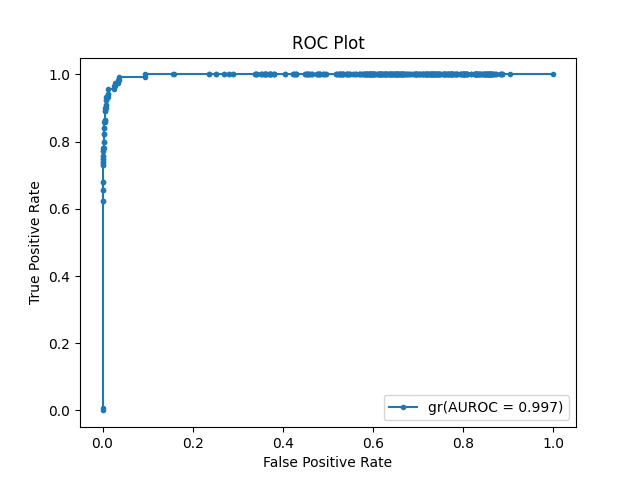 ROC Plot
True Positive Rate
1.0
0.8
0.6
0.4
0.2
0.0
gr(AUROC = 0.997)
0.0 0.2 0.4 0.6 0.8 1.0
False Positive Rate